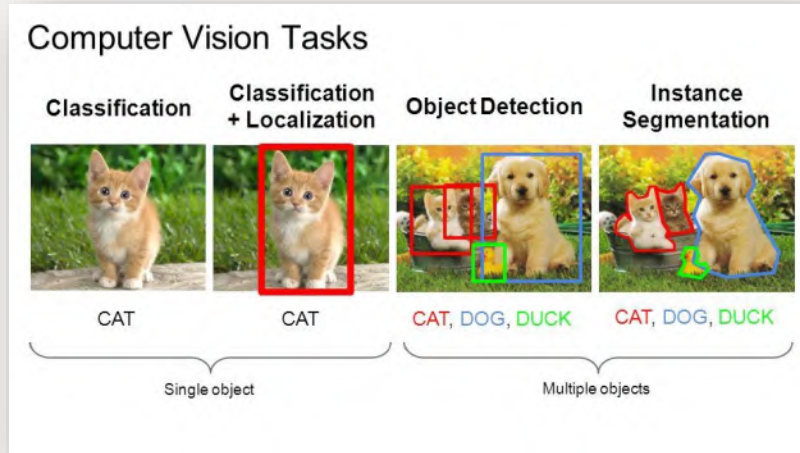 Computer Vision Tasks
Classification
Classification
+ Localization
Object Detection
Instance
Segmentation
CAT
CAT
CAT, DOG, DUCK
CAT, DOG, DUCK
Single object
Multiple objects